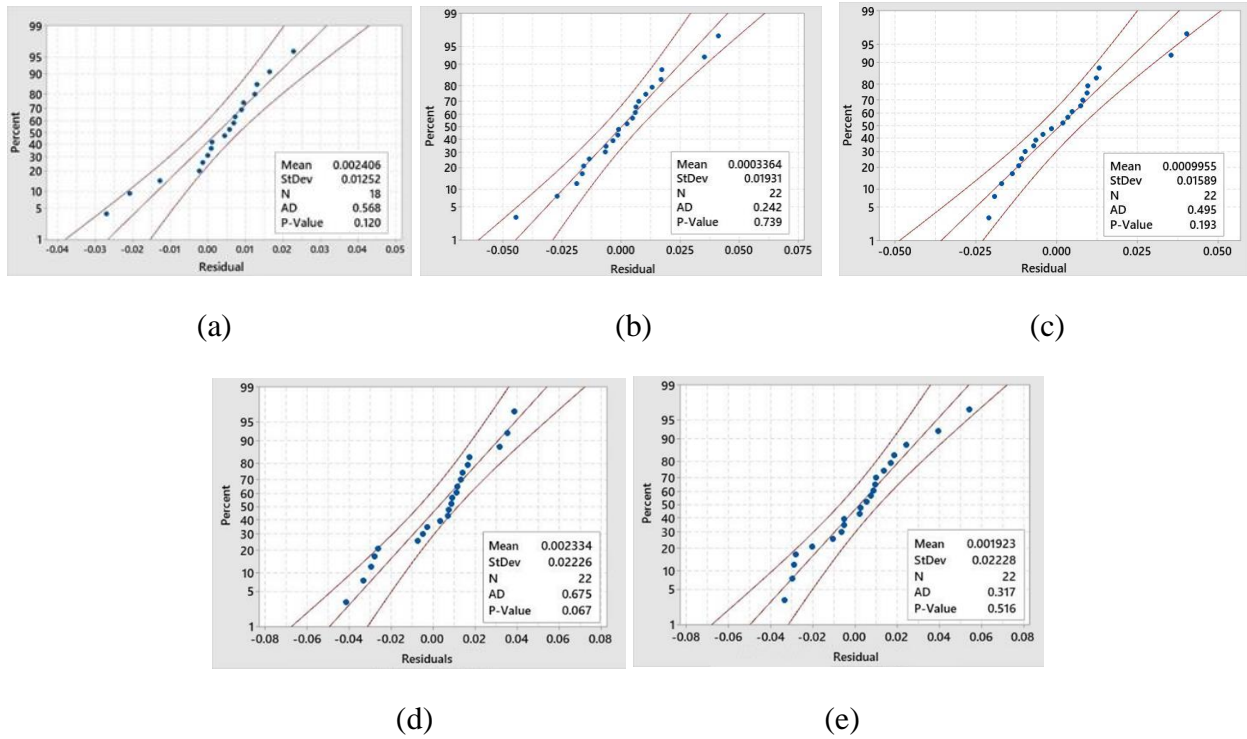 99
95
90
80
70
60
50
40
30
20
10
5
1
Percent
-0.04 -0.03 -0.02 -0.01 0.00 0.01 0.02 0.03 0.04 0.05
Residual
Mean 0.002406
StDev 0.01252
N 18
AD 0.568
P-Value 0.120
(a)
99
95
90
80
70
60
50
40
30
20
10
5
1
Percent
-0.050 -0.025 0.000 0.025 0.050 0.075
Residual
Mean 0.0003364
StDev 0.01931
N 22
AD 0.242
P-Value 0.739
(b)
99
95
90
80
70
60
50
40
30
20
10
5
1
Percent
-0.050 -0.025 0.000 0.025 0.050
Residual
Mean 0.0009955
StDev 0.01589
N 22
AD 0.495
P-Value 0.193
(c)
99
95
90
80
70
60
50
40
30
20
10
5
1
Percent
-0.08 -0.06 -0.04 -0.02 0.00 0.02 0.04 0.06 0.08
Residuals
Mean 0.002334
StDev 0.02226
N 22
AD 0.675
P-Value 0.067
(d)
99
95
90
80
70
60
50
40
30
20
10
5
1
Percent
-0.08 -0.06 -0.04 -0.02 0.00 0.02 0.04 0.06 0.08
Residual
Mean 0.001923
StDev 0.02228
N 22
AD 0.317
P-Value 0.516
(e)